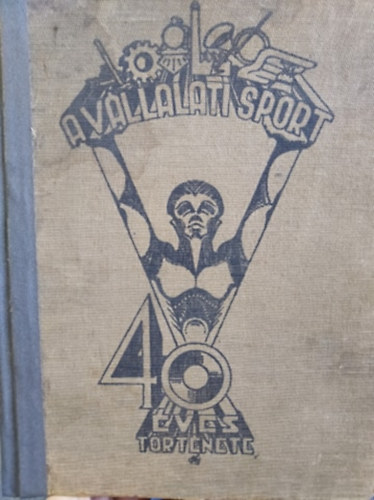 A VÁLLALATI SPORT
40
ÉVES
TÖRTÉNETE